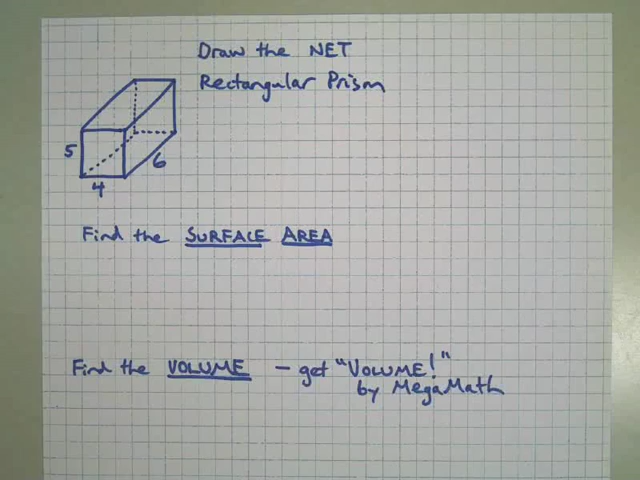 Draw the NET
Rectangular Prism
5
6
4
Find the SURFACE AREA
Find the VOLUME - get "VOLUME!"
by MegaMath